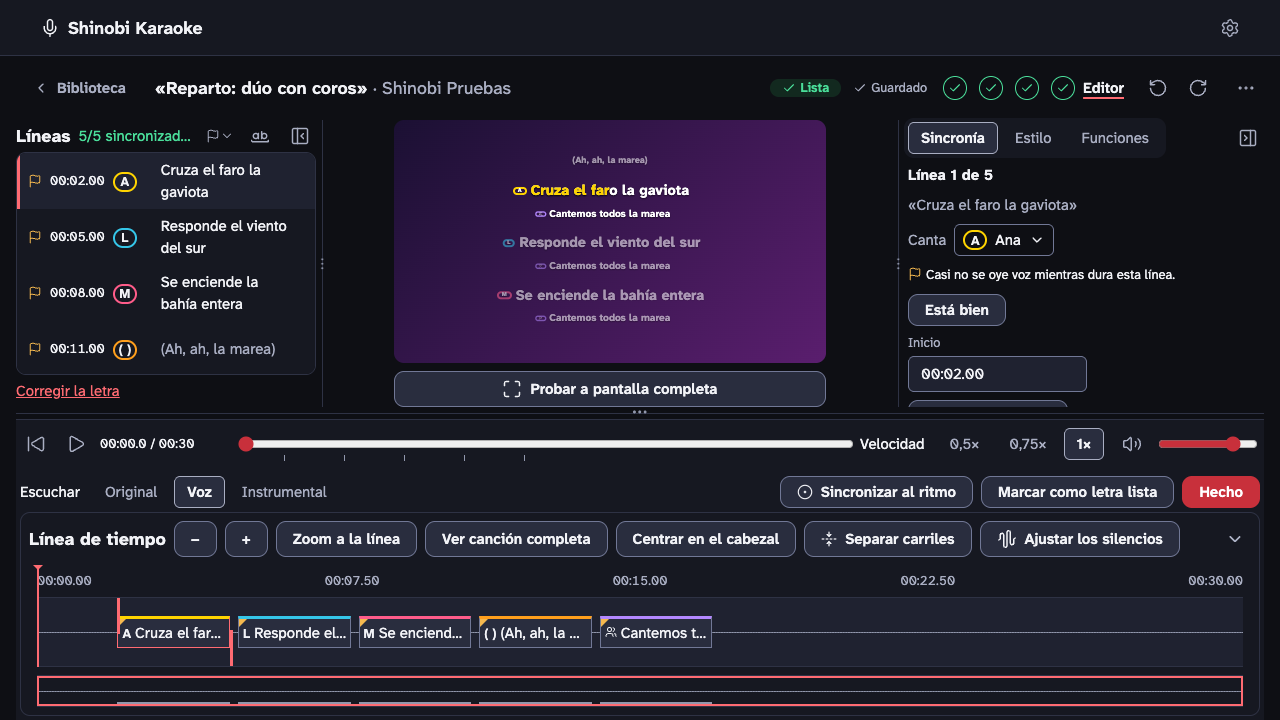 Shinobi Karaoke
Biblioteca
«Reparto: dúo con coros» · Shinobi Pruebas
Lista
Guardado
Editor
Líneas 5/5 sincronizad...
ab
00:02.00 A Cruza el faro la gaviota
00:05.00 L Responde el viento del sur
00:08.00 M Se enciende la bahía entera
00:11.00 ( ) (Ah, ah, la marea)
Corregir la letra
(Ah, ah, la marea)
A Cruza el faro la gaviota
Cantemos todos la marea
L Responde el viento del sur
Cantemos todos la marea
M Se enciende la bahía entera
Cantemos todos la marea
Probar a pantalla completa
Sincronía Estilo Funciones
Línea 1 de 5
«Cruza el faro la gaviota»
Canta A Ana
Casi no se oye voz mientras dura esta línea.
Está bien
Inicio
00:02.00
00:00.0 / 00:30
Velocidad 0,5× 0,75× 1×
Escuchar Original Voz Instrumental
Sincronizar al ritmo
Marcar como letra lista
Hecho
Línea de tiempo − + Zoom a la línea Ver canción completa Centrar en el cabezal Separar carriles Ajustar los silencios
00:00.00 00:07.50 00:15.00 00:22.50 00:30.00
A Cruza el far...
L Responde el...
M Se enciend...
( ) (Ah, ah, la ...
Cantemos t...